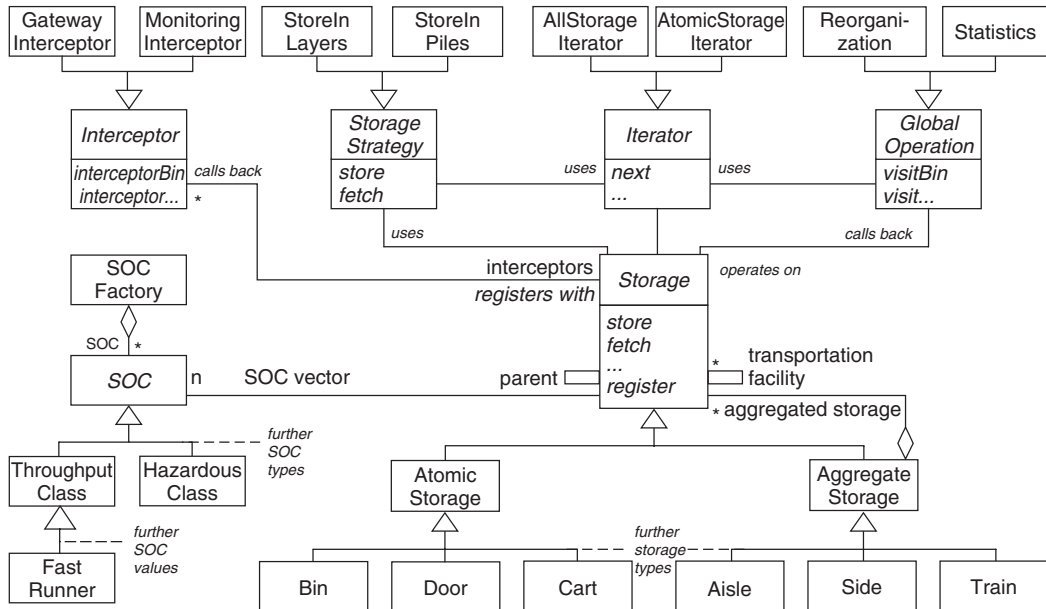 Gateway
Interceptor
Monitoring
Interceptor
StoreIn
Layers
StoreIn
Piles
AllStorage
Iterator
AtomicStorage
Iterator
Reorgani-
zation
Statistics
Interceptor
interceptorBin
interceptor...
calls back
*
Storage
Strategy
store
fetch
uses
Iterator
next
...
uses
Global
Operation
visitBin
visit...
uses
calls back
SOC
Factory
SOC
*
interceptors
registers with
Storage
operates on
store
fetch
...
register
SOC
n
SOC vector
parent
*
transportation
facility
*
aggregated storage
Throughput
Class
Hazardous
Class
further
SOC
types
Atomic
Storage
Aggregate
Storage
further
SOC
values
Fast
Runner
further
storage
types
Bin
Door
Cart
Aisle
Side
Train